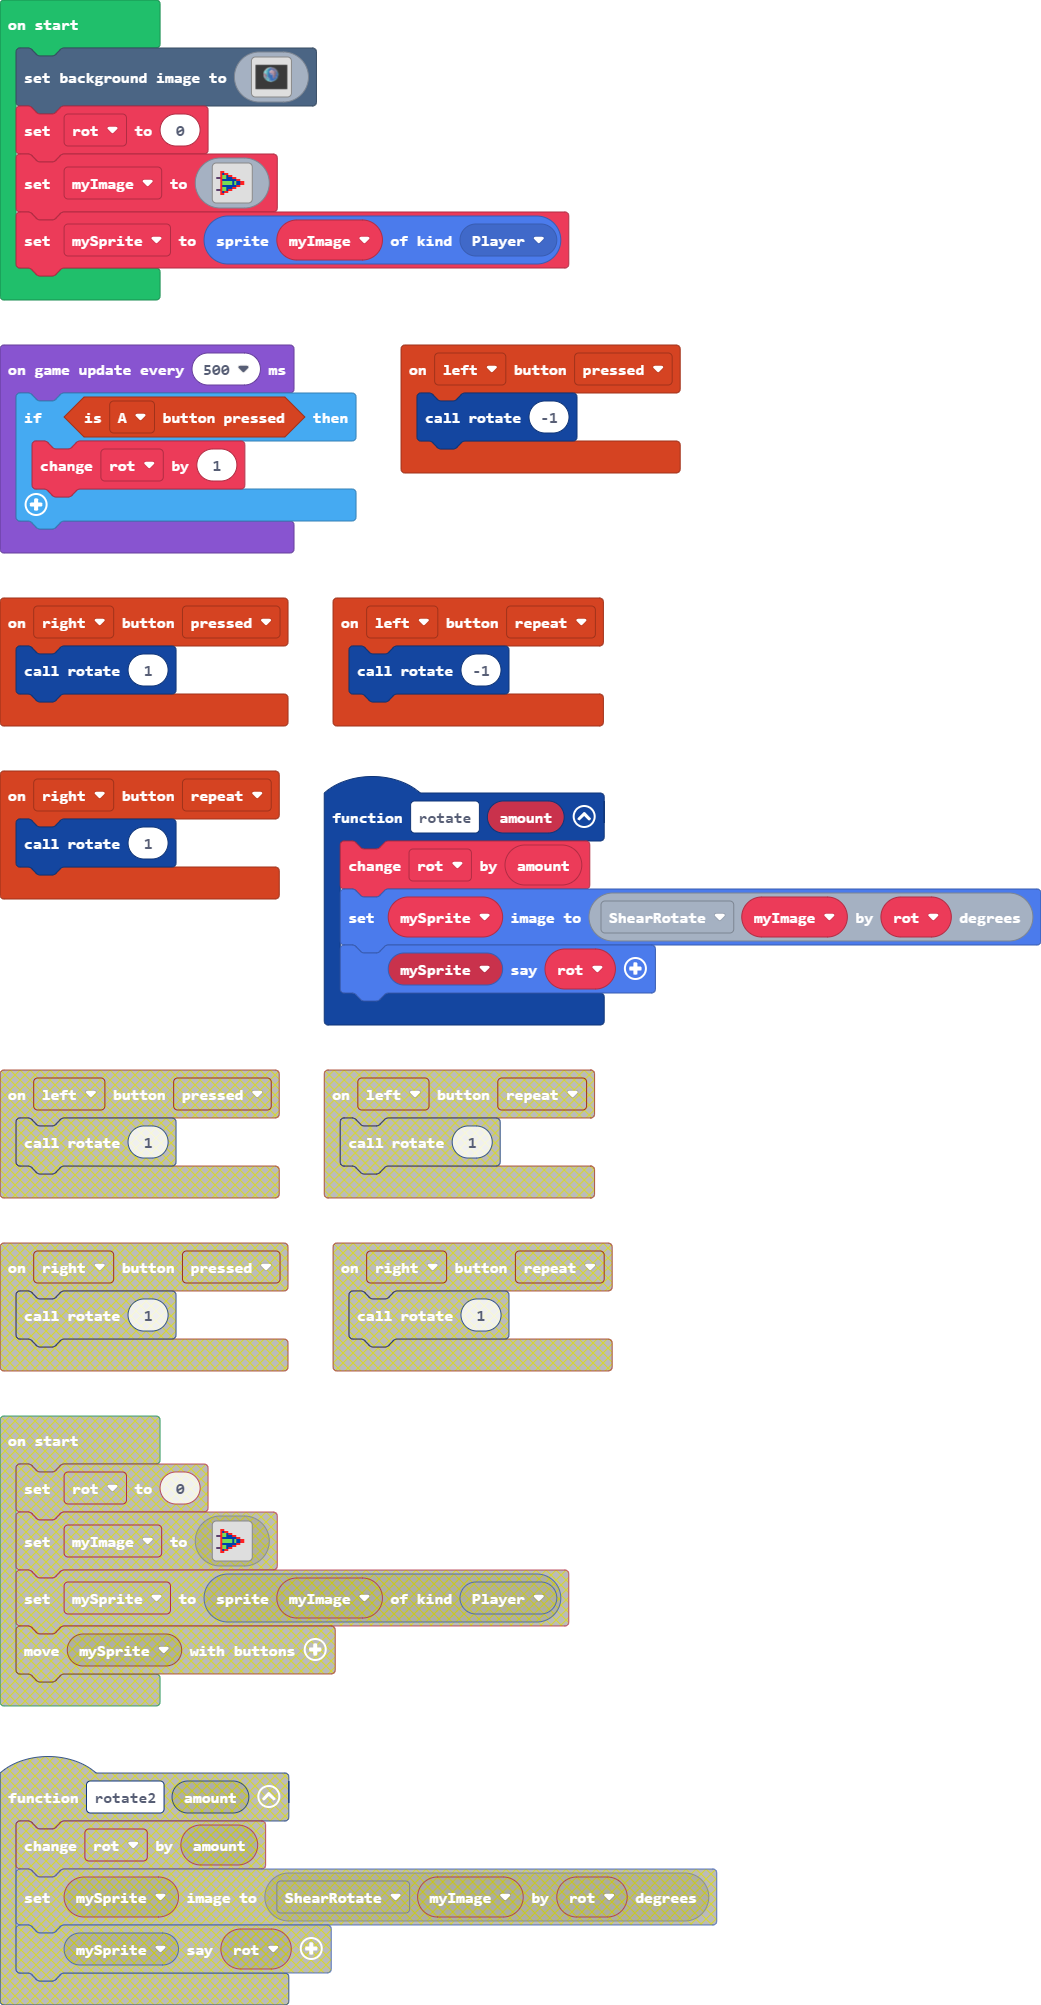 on start
set background image to
set rot to 0
set myImage to
set mySprite to sprite myImage of kind Player
on game update every 500 ms
if is A button pressed then
change rot by 1
on left button pressed
call rotate -1
on right button pressed
call rotate 1
on left button repeat
call rotate -1
on right button repeat
call rotate 1
function rotate amount
change rot by amount
set mySprite image to ShearRotate myImage by rot degrees
mySprite say rot
on left button pressed
call rotate 1
on left button repeat
call rotate 1
on right button pressed
call rotate 1
on right button repeat
call rotate 1
on start
set rot to 0
set myImage to
set mySprite to sprite myImage of kind Player
move mySprite with buttons
function rotate2 amount
change rot by amount
set mySprite image to ShearRotate myImage by rot degrees
mySprite say rot